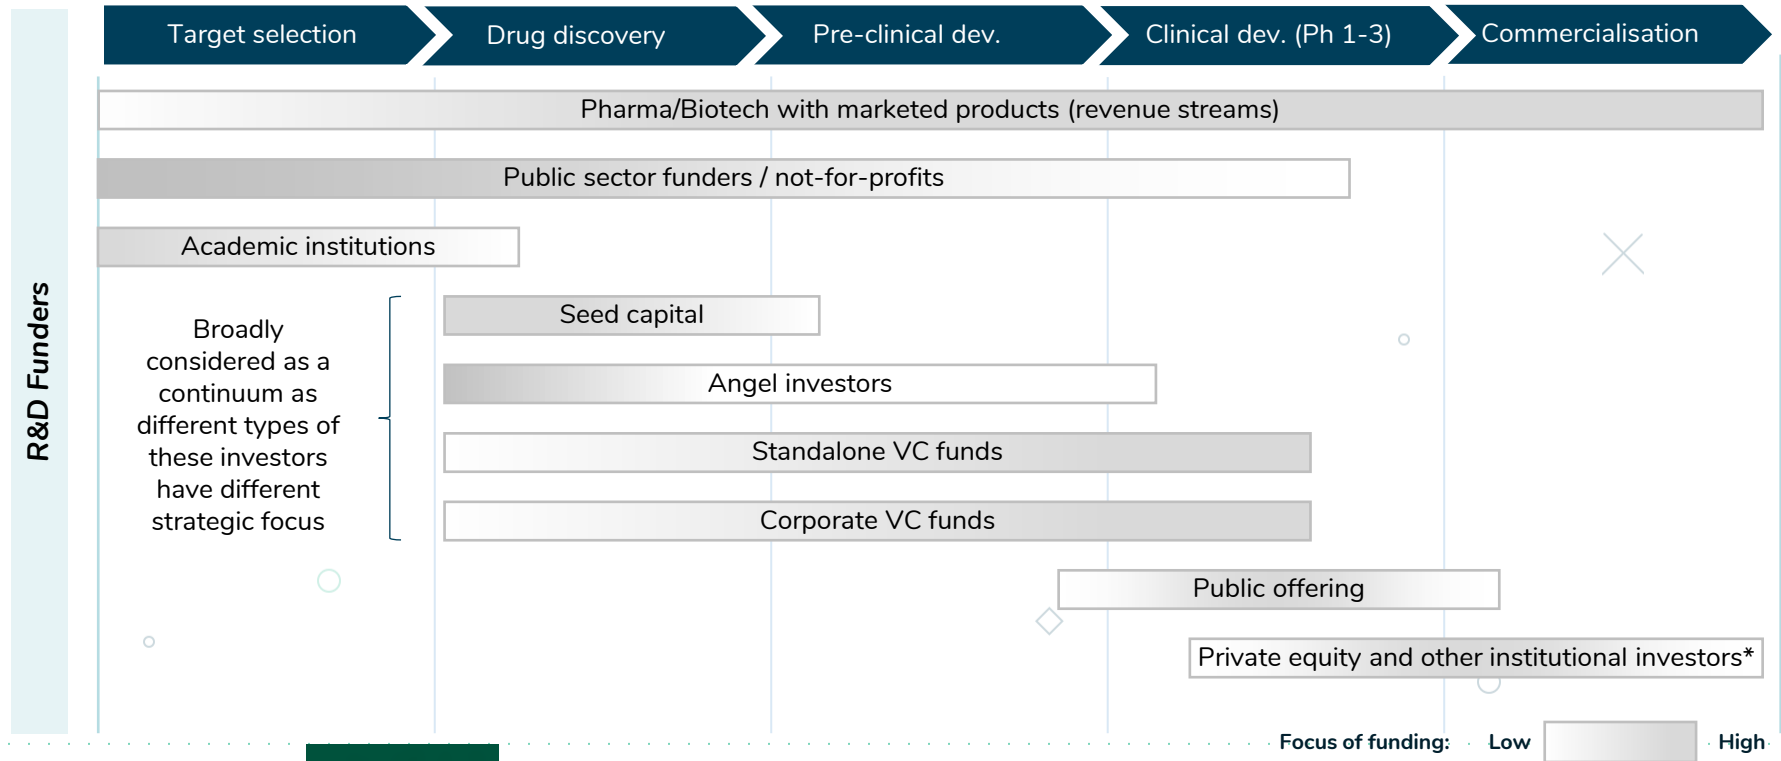 Target selection
Drug discovery
Pre-clinical dev.
Clinical dev. (Ph 1-3)
Commercialisation
R&D Funders
Pharma/Biotech with marketed products (revenue streams)
Public sector funders / not-for-profits
Academic institutions
Broadly
considered as a
continuum as
different types of
these investors
have different
strategic focus
Seed capital
Angel investors
Standalone VC funds
Corporate VC funds
Public offering
Private equity and other institutional investors*
Focus of funding: Low High